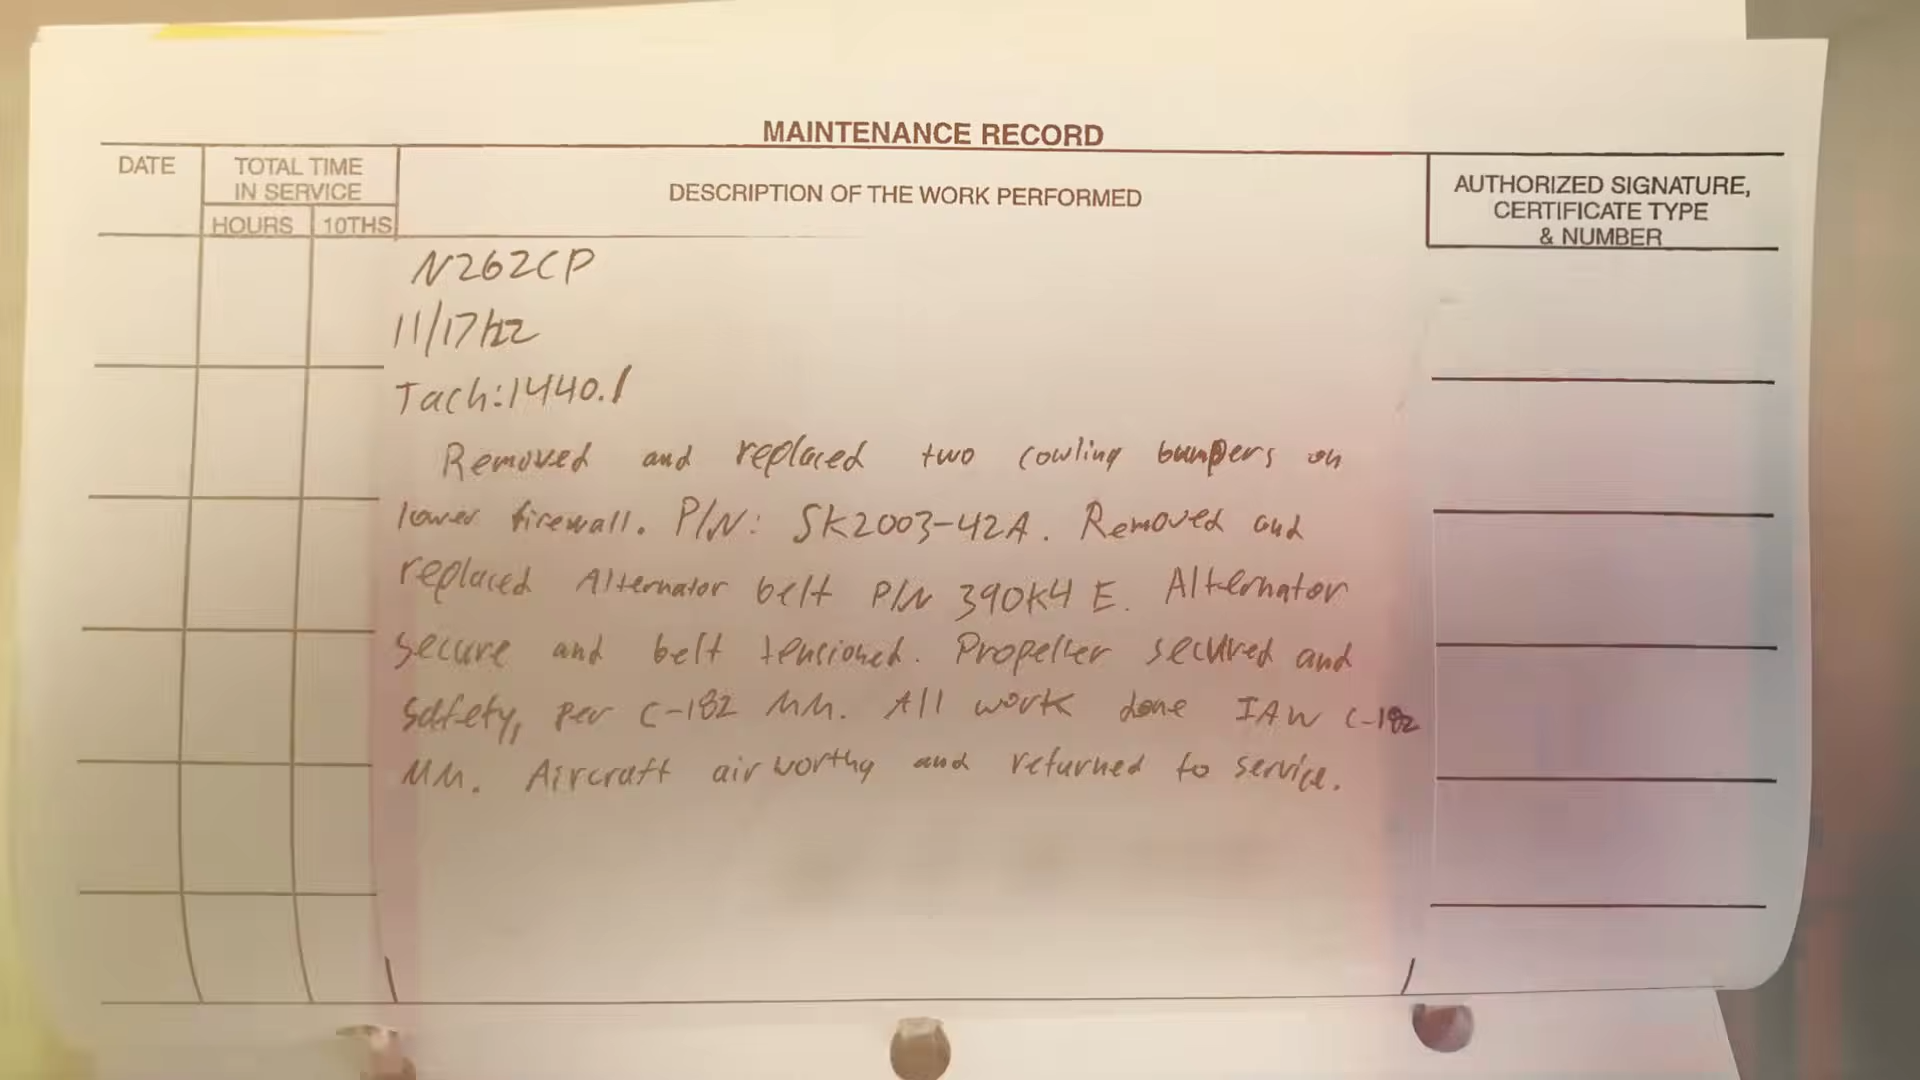 MAINTENANCE RECORD
DATE
TOTAL TIME
IN SERVICE
HOURS
10THS
DESCRIPTION OF THE WORK PERFORMED
AUTHORIZED SIGNATURE,
CERTIFICATE TYPE
& NUMBER
N262CP
11/17/22
Tach:1440.1
Removed and replaced two cowling bumpers on
lower firewall. P/N: SK2003-42A. Removed and
replaced Alternator belt P/N 390K4 E. Alternator
secure and belt tensioned. Propeller secured and
safety, per C-182 MM. All work done IAW C-182
MM. Aircraft airworthy and returned to service.